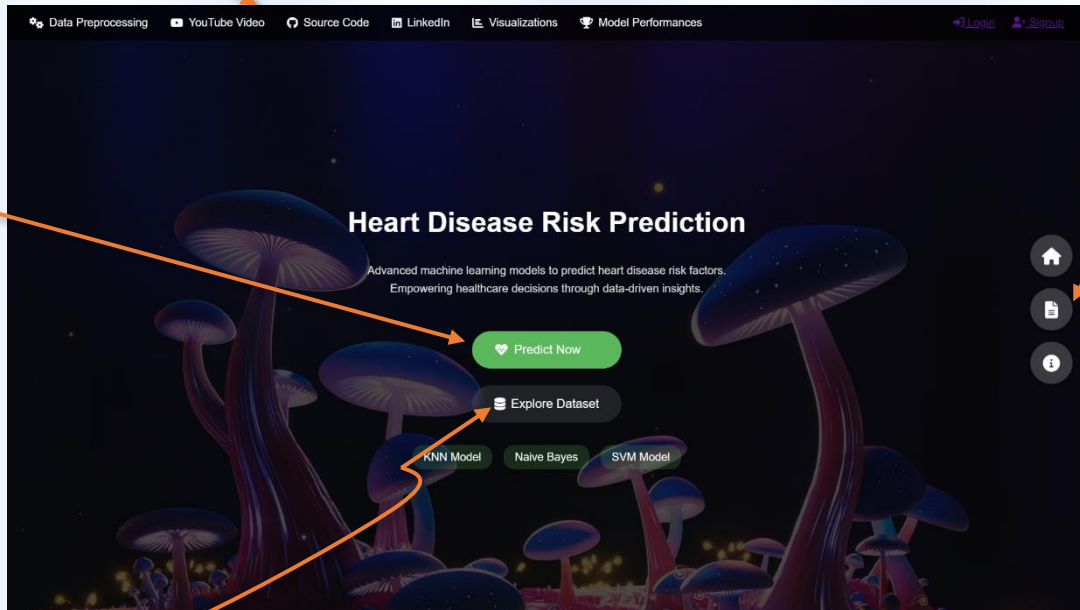 Data Preprocessing YouTube Video Source Code LinkedIn Visualizations Model Performances Login Signup
Heart Disease Risk Prediction
Advanced machine learning models to predict heart disease risk factors.
Empowering healthcare decisions through data-driven insights.
Predict Now
Explore Dataset
KNN Model Naive Bayes SVM Model